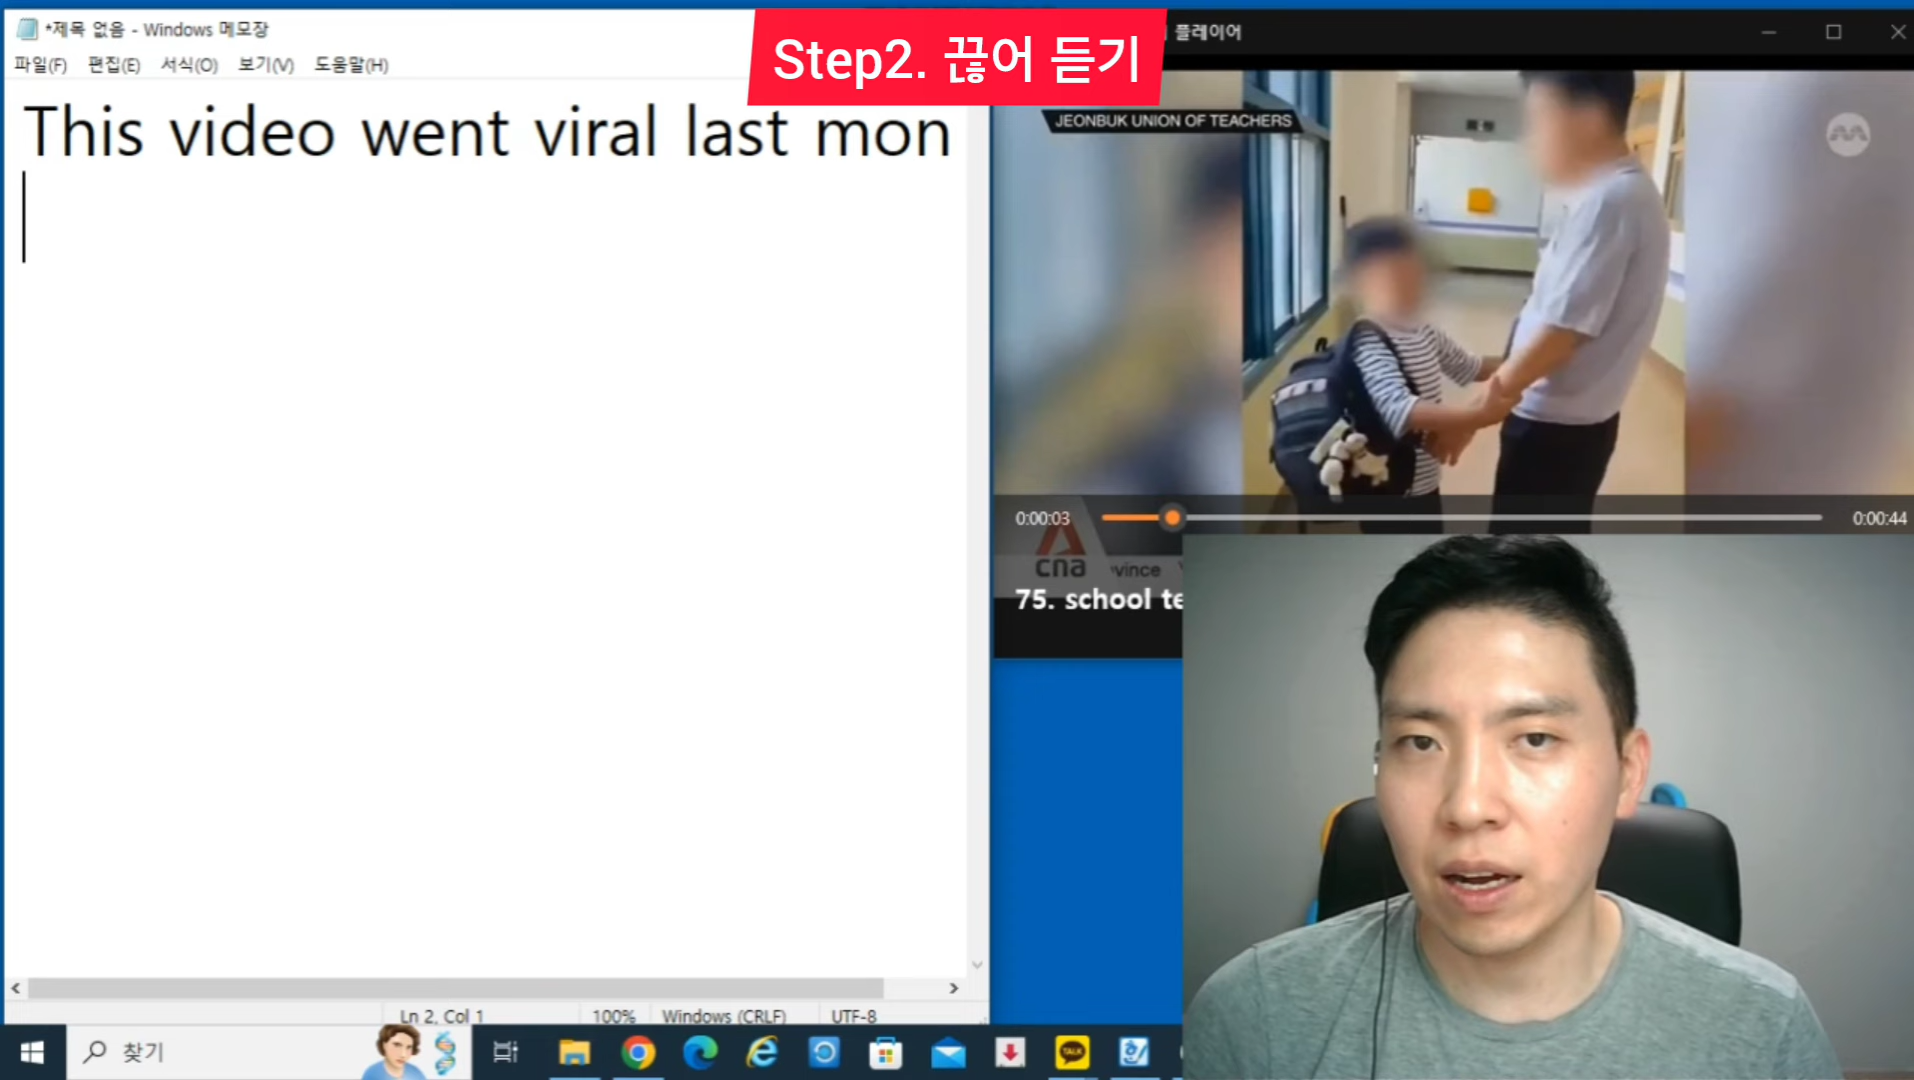 *제목 없음 - Windows 메모장
파일(F) 편집(E) 서식(O) 보기(V) 도움말(H)
Step2. 끊어 듣기
플레이어
This video went viral last mon
JEONBUK UNION OF TEACHERS
0:00:03
0:00:44
cna
vince
75. school te
Ln 2, Col 1
100%
Windows (CRLF)
UTF-8
찾기
TALK